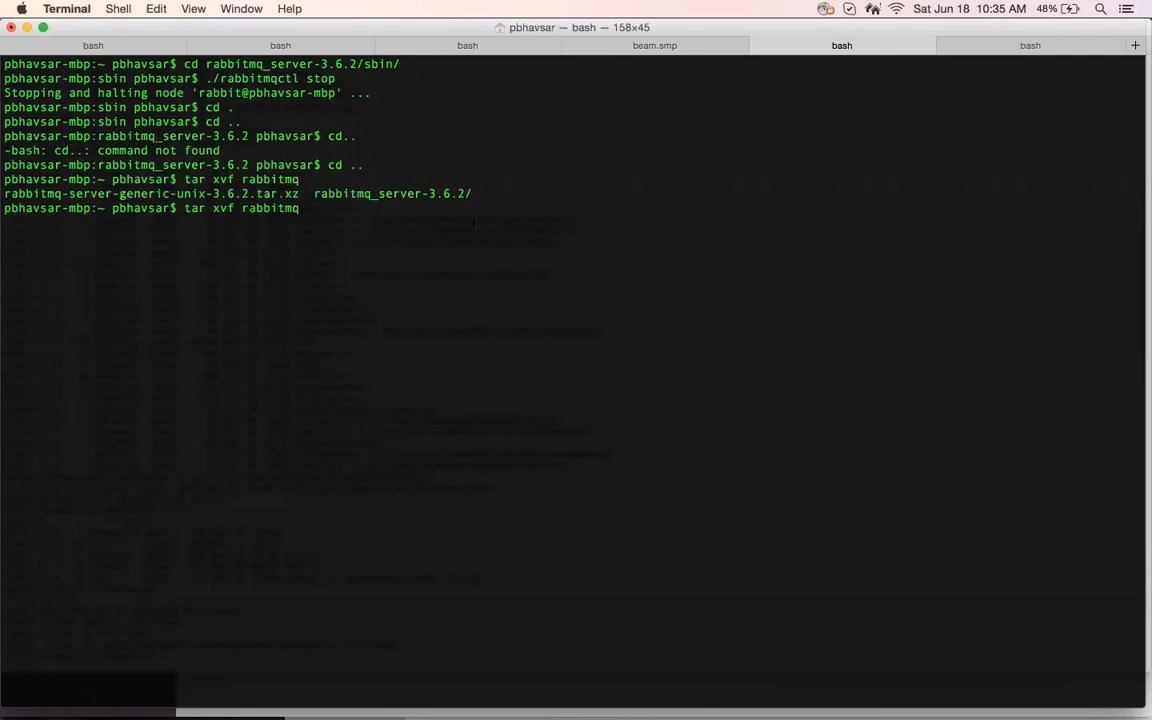 Terminal Shell Edit View Window Help Sat Jun 18 10:35 AM 48%
pbhavsar — bash — 158×45
bash bash bash beam.smp bash bash +
pbhavsar-mbp:~ pbhavsar$ cd rabbitmq_server-3.6.2/sbin/
pbhavsar-mbp:sbin pbhavsar$ ./rabbitmqctl stop
Stopping and halting node 'rabbit@pbhavsar-mbp' ...
pbhavsar-mbp:sbin pbhavsar$ cd .
pbhavsar-mbp:sbin pbhavsar$ cd ..
pbhavsar-mbp:rabbitmq_server-3.6.2 pbhavsar$ cd..
-bash: cd..: command not found
pbhavsar-mbp:rabbitmq_server-3.6.2 pbhavsar$ cd ..
pbhavsar-mbp:~ pbhavsar$ tar xvf rabbitmq
rabbitmq-server-generic-unix-3.6.2.tar.xz rabbitmq_server-3.6.2/
pbhavsar-mbp:~ pbhavsar$ tar xvf rabbitmq